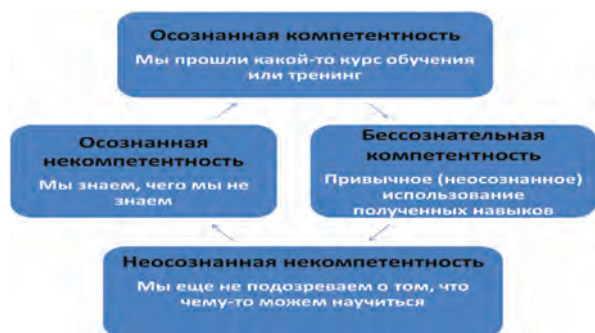 Осознанная компетентность
Мы прошли какой-то курс обучения
или тренинг
Осознанная
некомпетентность
Мы знаем, чего мы не
знаем
Бессознательная
компетентность
Привычное (неосознанное)
использование
полученных навыков
Неосознанная некомпетентность
Мы еще не подозреваем о том, что
чему-то можем научиться